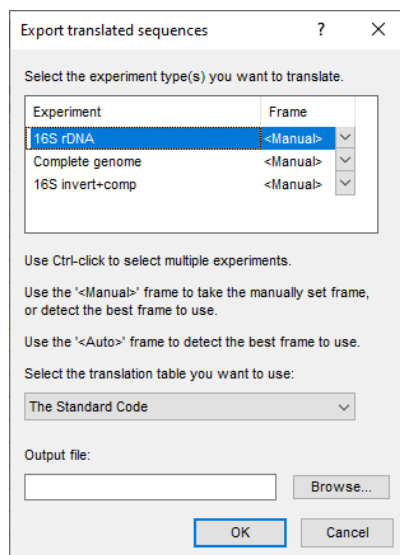 Export translated sequences ?
Select the experiment type(s) you want to translate.
Experiment Frame
16S rDNA <Manual>
Complete genome <Manual>
16S invert+comp <Manual>
Use Ctrl-click to select multiple experiments.
Use the '<Manual>' frame to take the manually set frame,
or detect the best frame to use.
Use the '<Auto>' frame to detect the best frame to use.
Select the translation table you want to use:
The Standard Code
Output file:
Browse...
OK Cancel